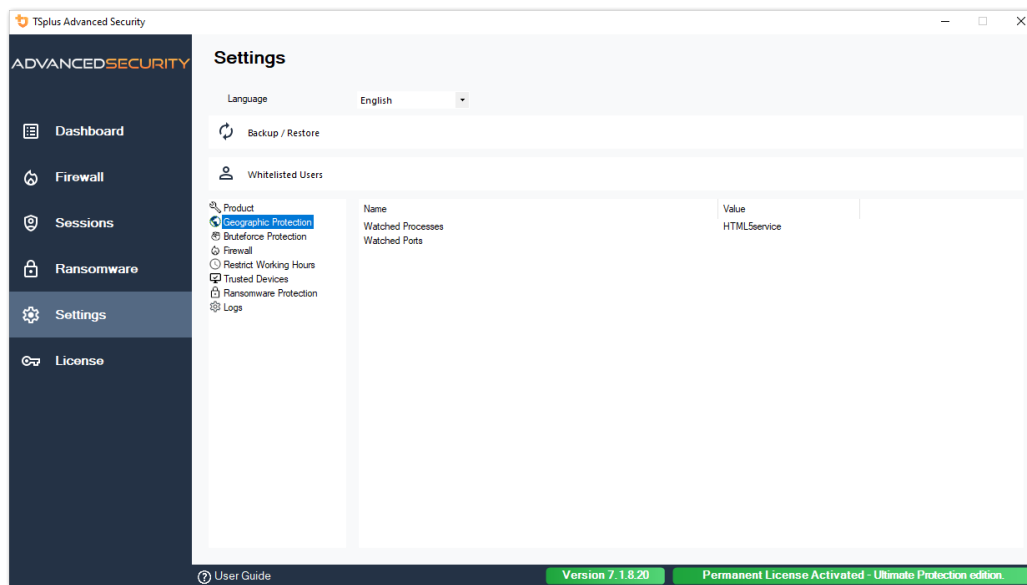 TSplus Advanced Security
ADVANCEDSECURITY
Settings
Language
English
Backup / Restore
Whitelisted Users
Dashboard
Firewall
Sessions
Ransomware
Settings
License
Product
Geographic Protection
Bruteforce Protection
Firewall
Restrict Working Hours
Trusted Devices
Ransomware Protection
Logs
Name Value
Watched Processes HTML5service
Watched Ports
User Guide
Version 7.1.8.20
Permanent License Activated - Ultimate Protection edition.